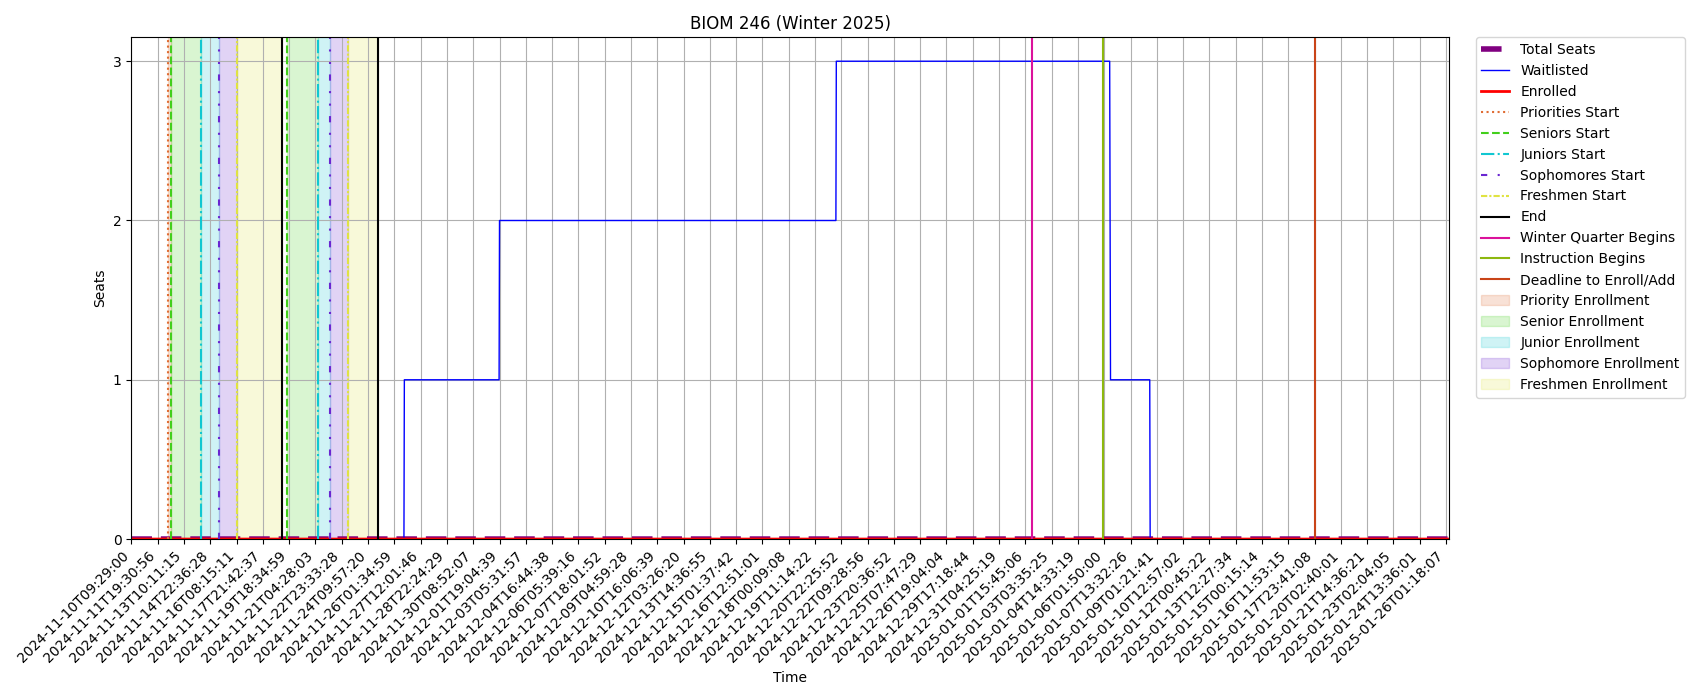 BIOM 246 (Winter 2025)
Seats
3
2
1
0
2024-11-10T09:29:00
2024-11-11T19:30:56
2024-11-13T10:11:15
2024-11-14T22:36:28
2024-11-16T08:15:11
2024-11-17T21:42:37
2024-11-19T18:34:59
2024-11-21T04:28:03
2024-11-22T23:33:28
2024-11-24T09:57:20
2024-11-26T01:34:59
2024-11-27T12:01:46
2024-11-28T22:24:29
2024-11-30T08:52:07
2024-12-01T19:04:39
2024-12-03T05:31:57
2024-12-04T16:44:38
2024-12-06T05:39:16
2024-12-07T18:01:52
2024-12-09T04:59:28
2024-12-10T16:06:39
2024-12-12T03:26:20
2024-12-13T14:36:55
2024-12-15T01:37:42
2024-12-16T12:51:01
2024-12-18T00:09:08
2024-12-19T11:14:22
2024-12-20T22:25:52
2024-12-22T09:28:56
2024-12-23T20:36:52
2024-12-25T07:47:29
2024-12-26T19:04:04
2024-12-29T17:18:44
2024-12-31T04:25:19
2025-01-01T15:45:06
2025-01-03T03:35:25
2025-01-04T14:33:19
2025-01-06T01:50:00
2025-01-07T13:32:26
2025-01-09T01:21:41
2025-01-10T12:57:02
2025-01-12T00:45:22
2025-01-13T12:27:34
2025-01-15T00:15:14
2025-01-16T11:53:15
2025-01-17T23:41:08
2025-01-20T02:40:01
2025-01-21T14:36:21
2025-01-23T02:04:05
2025-01-24T13:36:01
2025-01-26T01:18:07
Time
Total Seats
Waitlisted
Enrolled
Priorities Start
Seniors Start
Juniors Start
Sophomores Start
Freshmen Start
End
Winter Quarter Begins
Instruction Begins
Deadline to Enroll/Add
Priority Enrollment
Senior Enrollment
Junior Enrollment
Sophomore Enrollment
Freshmen Enrollment